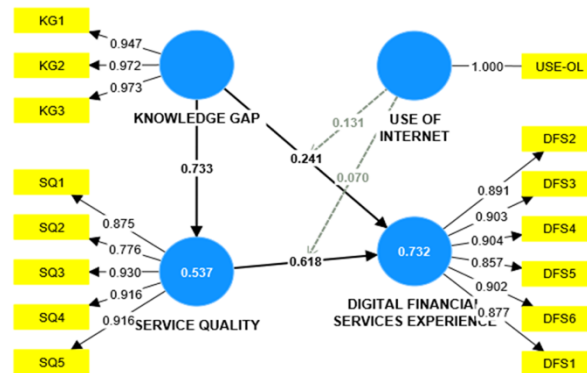 KG1
KG2
KG3
0.947
0.972
0.973
KNOWLEDGE GAP
USE OF
INTERNET
1.000
USE-OL
0.131
0.241
0.070
0.733
SQ1
SQ2
SQ3
SQ4
SQ5
0.875
0.776
0.930
0.916
0.916
0.537
SERVICE QUALITY
0.618
0.732
DIGITAL FINANCIAL
SERVICES EXPERIENCE
0.891
0.903
0.904
0.857
0.902
0.877
DFS2
DFS3
DFS4
DFS5
DFS6
DFS1